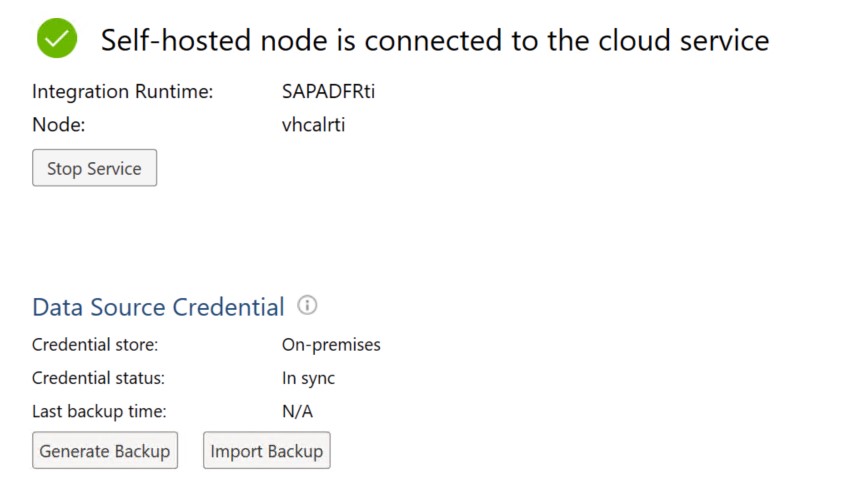 Self-hosted node is connected to the cloud service
Integration Runtime: SAPADFRti
Node: vhcalrti
Stop Service
Data Source Credential
Credential store: On-premises
Credential status: In sync
Last backup time: N/A
Generate Backup Import Backup